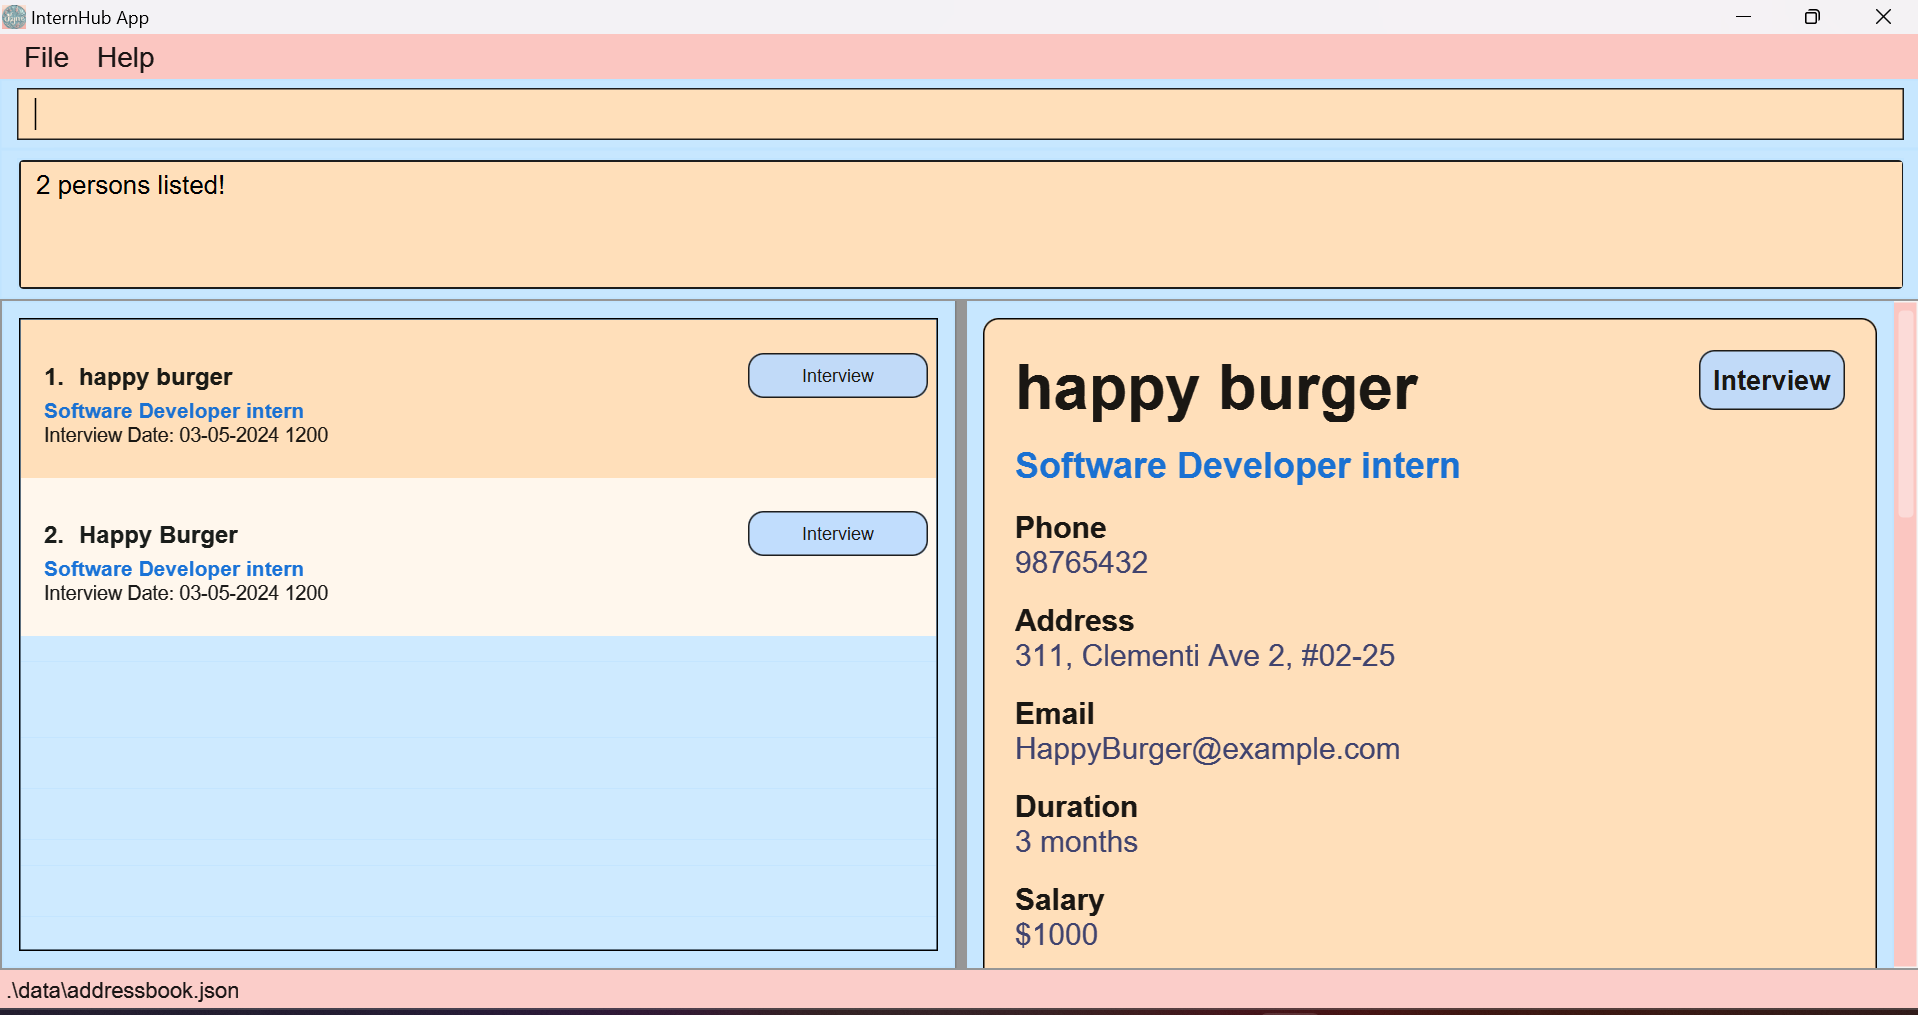 InternHub App
File Help
2 persons listed!
1. happy burger
Interview
Software Developer intern
Interview Date: 03-05-2024 1200
2. Happy Burger
Interview
Software Developer intern
Interview Date: 03-05-2024 1200
happy burger
Interview
Software Developer intern
Phone
98765432
Address
311, Clementi Ave 2, #02-25
Email
HappyBurger@example.com
Duration
3 months
Salary
$1000
.\data\addressbook.json